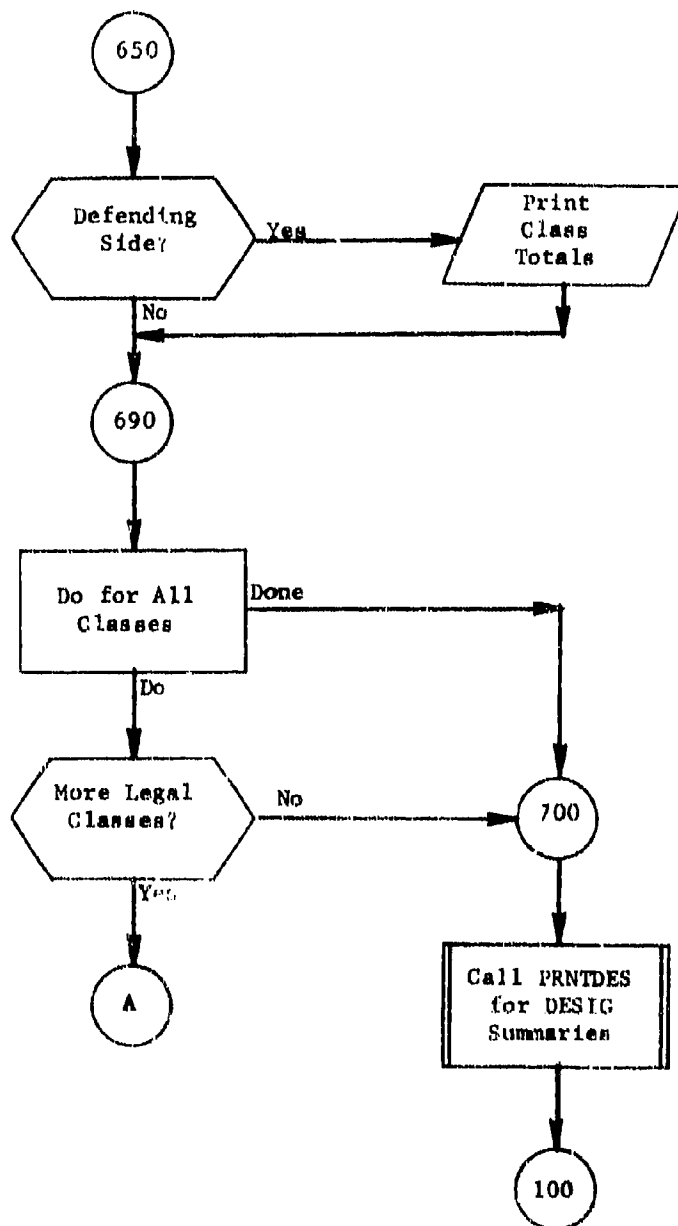 650
Defending
Side?
Yes
Print
Class
Totals
No
690
Do for All
Classes
Done
Do
More Legal
Classes?
No
700
Yes
A
Call PRNTDES
for DESIG
Summaries
100